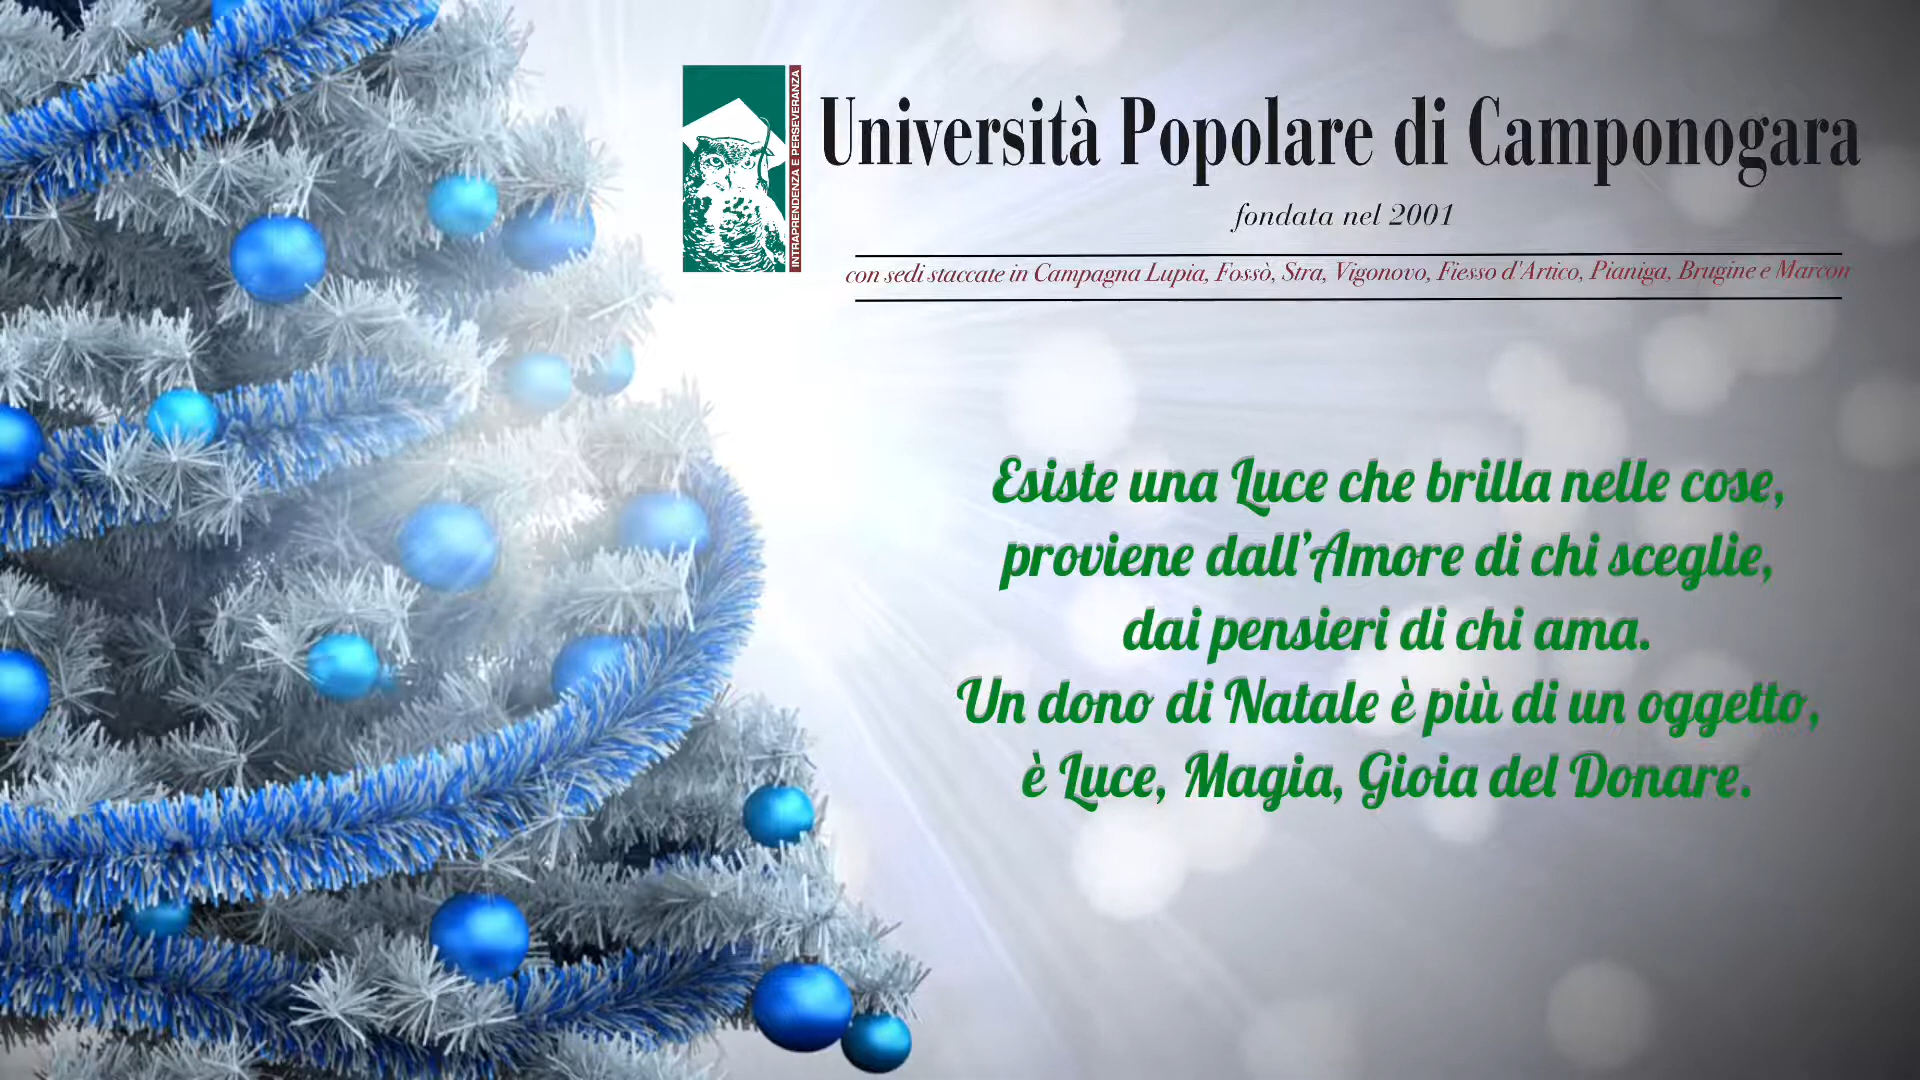 INTRAPRENDENZA E PERSEVERANZA
Università Popolare di Camponogara
fondata nel 2001
con sedi staccate in Campagna Lupia, Fossò, Stra, Vigonovo, Fiesso d'Artico, Pianiga, Brugine e Marcon
Esiste una Luce che brilla nelle cose,
proviene dall'Amore di chi sceglie,
dai pensieri di chi ama.
Un dono di Natale è più di un oggetto,
è Luce, Magia, Gioia del Donare.